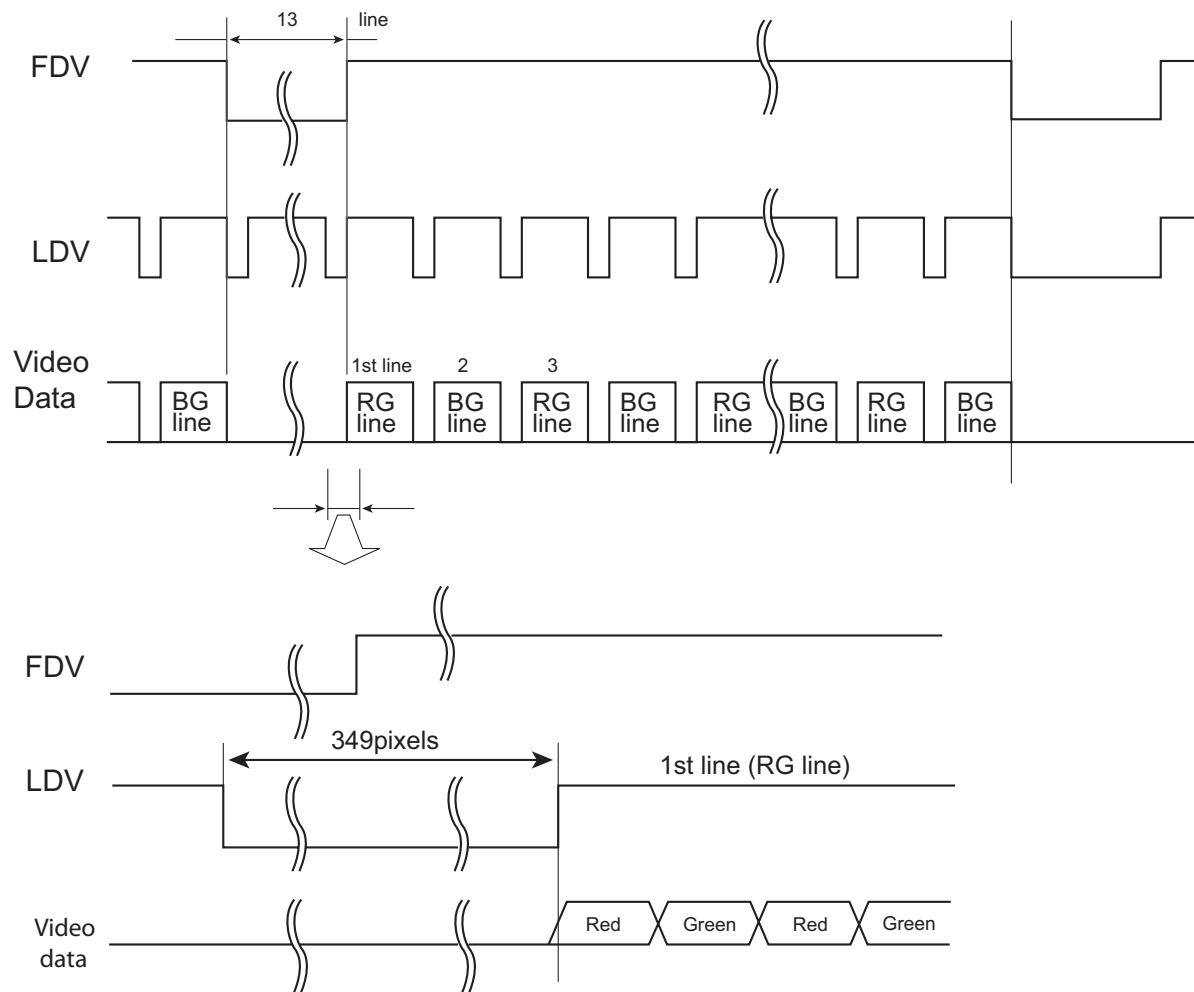 13 line
FDV
LDV
Video
Data
1st line 2 3
BG
line
RG
line
BG
line
RG
line
BG
line
RG
line
BG
line
RG
line
BG
line
FDV
349pixels
LDV
1st line (RG line)
Video
data
Red Green Red Green